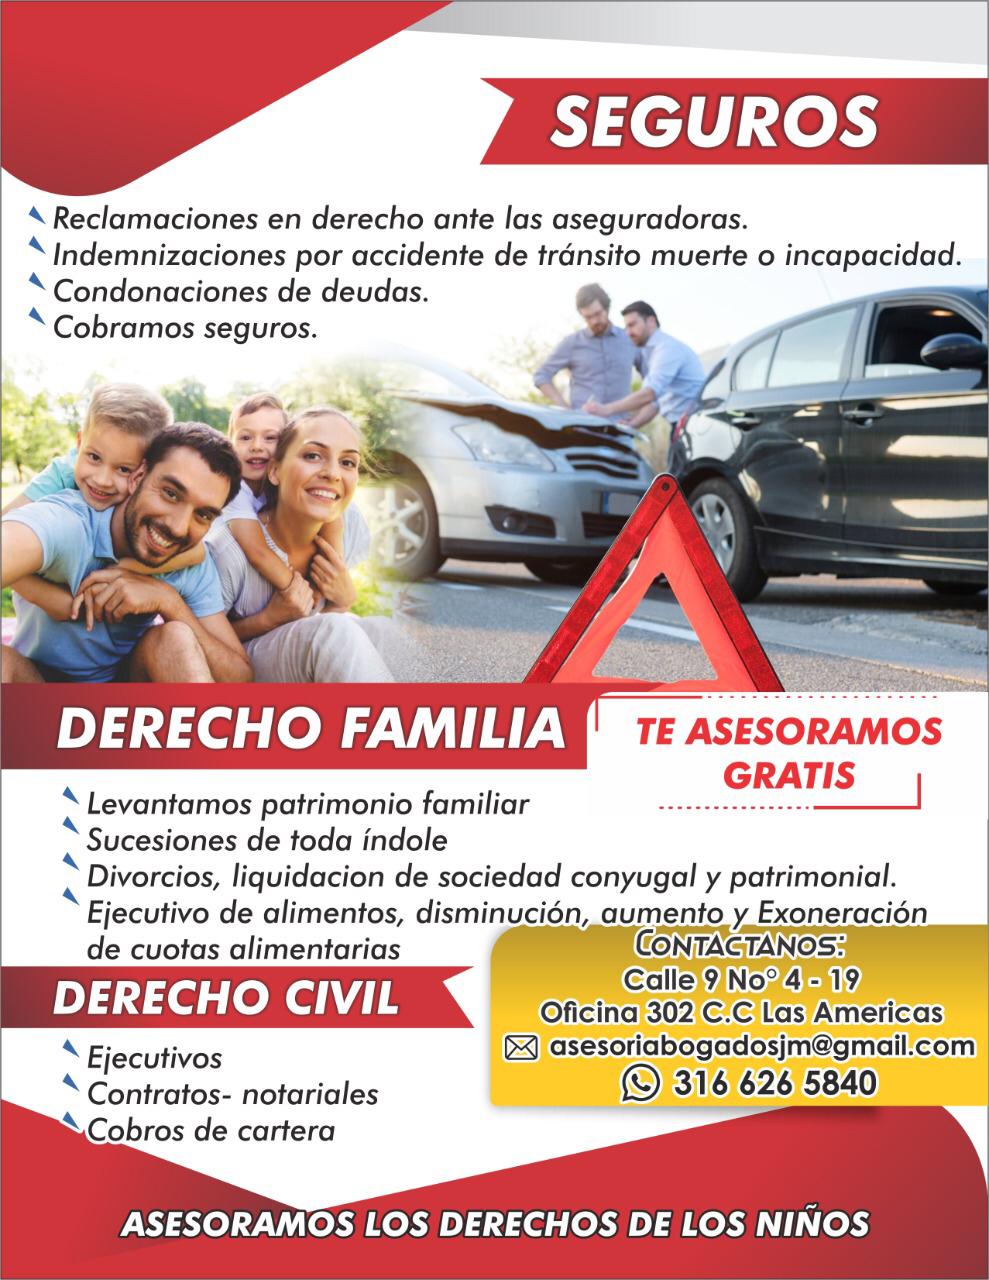 SEGUROS
Reclamaciones en derecho ante las aseguradoras.
Indemnizaciones por accidente de tránsito muerte o incapacidad.
Condonaciones de deudas.
Cobramos seguros.
DERECHO FAMILIA
TE ASESORAMOS
GRATIS
Levantamos patrimonio familiar
Sucesiones de toda índole
Divorcios, liquidacion de sociedad conyugal y patrimonial.
Ejecutivo de alimentos, disminución, aumento y Exoneración
de cuotas alimentarias
DERECHO CIVIL
Ejecutivos
Contratos- notariales
Cobros de cartera
CONTACTANOS:
Calle 9 No° 4 - 19
Oficina 302 C.C Las Americas
asesoriabogadosjm@gmail.com
316 626 5840
ASESORAMOS LOS DERECHOS DE LOS NIÑOS